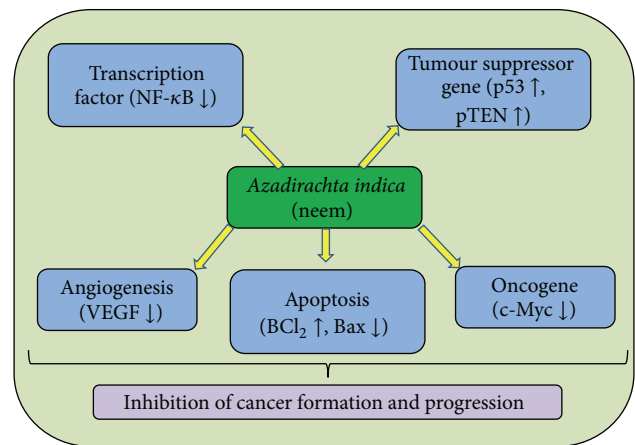 Transcription
factor (NF-κB ↓)
Tumour suppressor
gene (p53 ↑,
pTEN ↑)
Azadirachta indica
(neem)
Angiogenesis
(VEGF ↓)
Apoptosis
(BCl₂ ↑, Bax ↓)
Oncogene
(c-Myc ↓)
Inhibition of cancer formation and progression